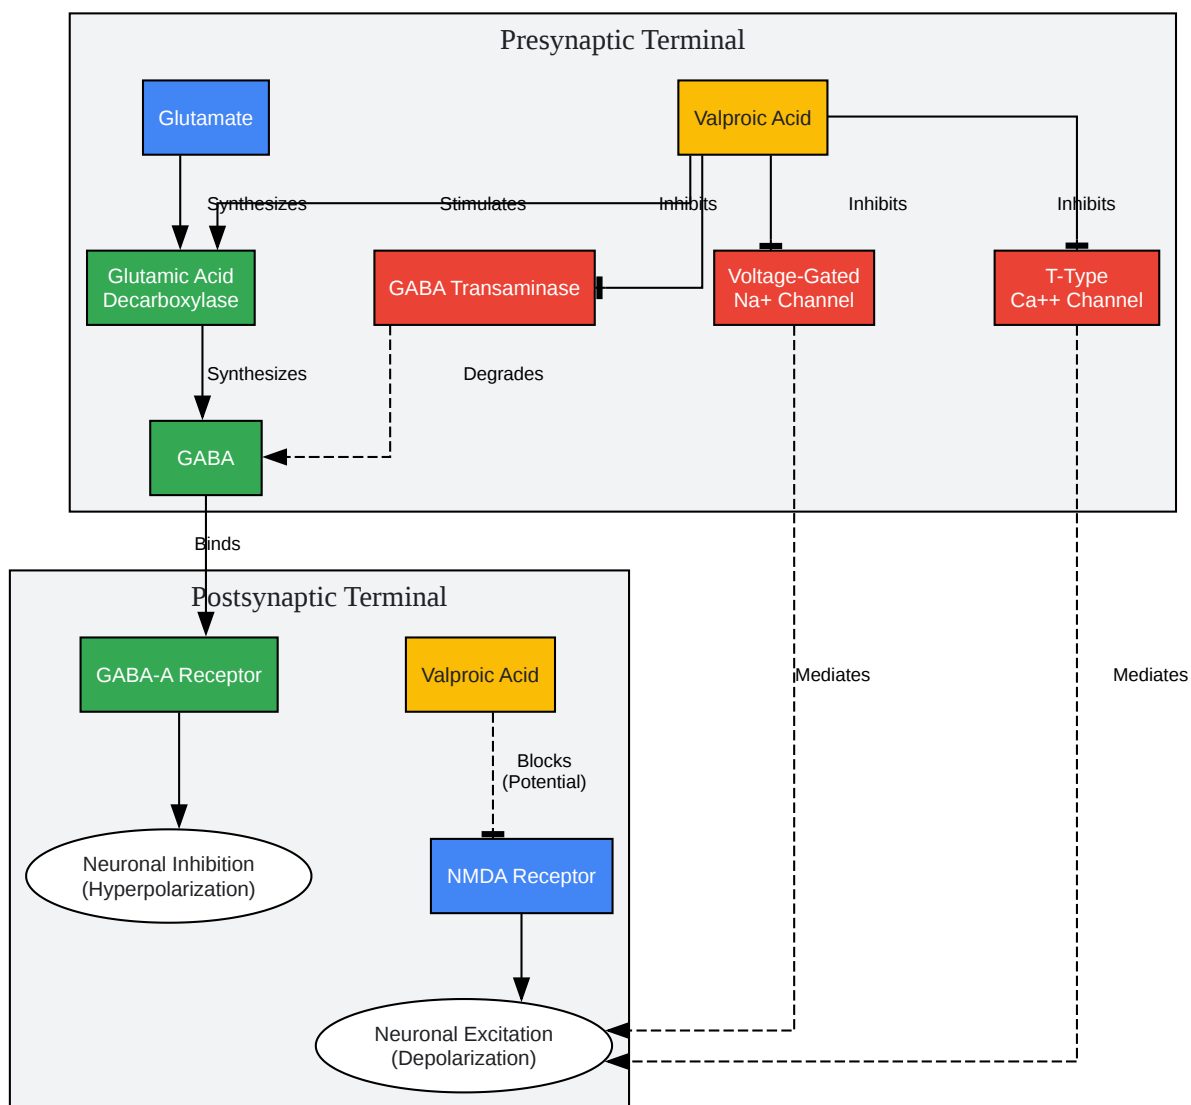 Presynaptic Terminal
Glutamate
Valproic Acid
Synthesizes
Stimulates
Inhibits
Inhibits
Inhibits
Glutamic Acid
Decarboxylase
GABA Transaminase
Voltage-Gated
Na+ Channel
T-Type
Ca++ Channel
Synthesizes
Degrades
GABA
Binds
Postsynaptic Terminal
GABA-A Receptor
Valproic Acid
Mediates
Mediates
Blocks
(Potential)
Neuronal Inhibition
(Hyperpolarization)
NMDA Receptor
Neuronal Excitation
(Depolarization)